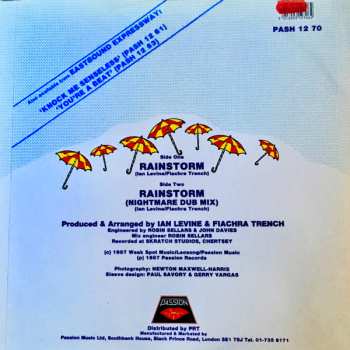 PASH 12 70
Also available from EASTBOUND EXPRESSWAY!
'KNOCK ME SENSELESS' (PASH 12 61)
'YOU'RE A BEAT' (PASH 12 53)
Side One
RAINSTORM
(Ian Levine/Fiachra Trench)
Side Two
RAINSTORM
(NIGHTMARE DUB MIX)
(Ian Levine/Fiachra Trench)
Produced & Arranged by IAN LEVINE & FIACHRA TRENCH
Engineered by ROBIN SELLARS & JOHN DAVIES
Mix engineer ROBIN SELLARS
Recorded at SKRATCH STUDIOS, CHERTSEY
(c) 1987 Weak Spot Music/Lensong/Passion Music
(p) 1987 Passion Records
Photography: NEWTON MAXWELL-HARRIS
Sleeve design: PAUL SAVORY & GERRY VARGAS
PASSION
Distributed by PRT
Manufactured & Marketed by
Passion Music Ltd, Southbank House, Black Prince Road, London SE1 7SJ Tel. 01-735 8171